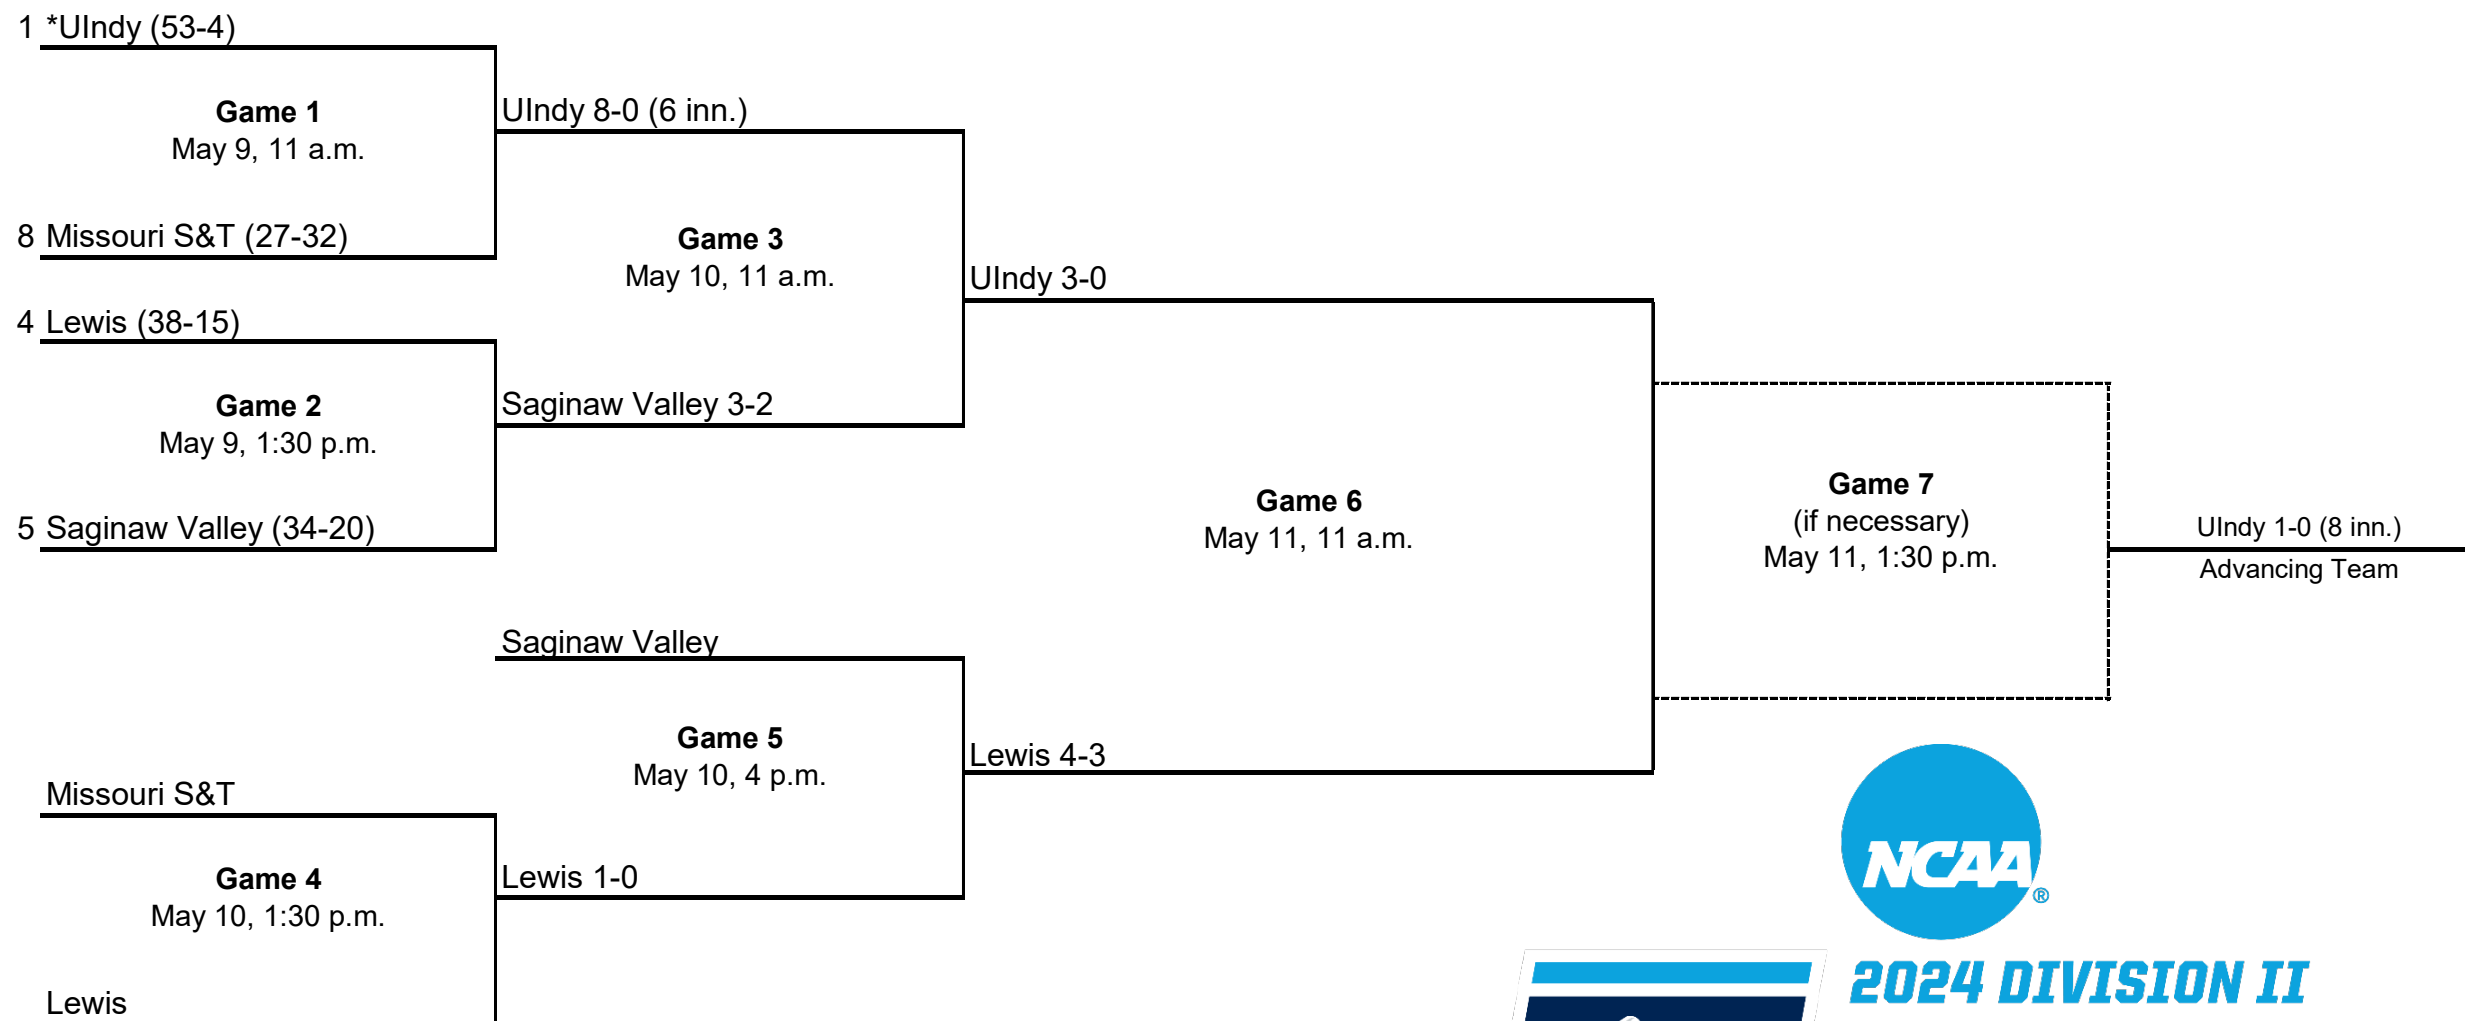 1 *UIndy (53-4)
Game 1
May 9, 11 a.m.
UIndy 8-0 (6 inn.)
8 Missouri S&T (27-32)
Game 3
May 10, 11 a.m.
UIndy 3-0
4 Lewis (38-15)
Game 2
May 9, 1:30 p.m.
Saginaw Valley 3-2
5 Saginaw Valley (34-20)
Game 6
May 11, 11 a.m.
Game 7
(if necessary)
May 11, 1:30 p.m.
UIndy 1-0 (8 inn.)
Advancing Team
Saginaw Valley
Game 5
May 10, 4 p.m.
Lewis 4-3
Missouri S&T
Game 4
May 10, 1:30 p.m.
Lewis 1-0
Lewis
NCAA®
2024 DIVISION II